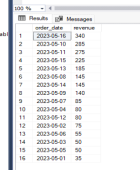 100 %
Results Messages
order_date revenue
1 2023-05-16 340
2 2023-05-10 285
3 2023-05-11 275
4 2023-05-15 225
5 2023-05-13 185
6 2023-05-08 145
7 2023-05-14 145
8 2023-05-09 140
9 2023-05-07 85
10 2023-05-04 80
11 2023-05-12 80
12 2023-05-02 75
13 2023-05-06 55
14 2023-05-03 50
15 2023-05-05 50
16 2023-05-01 35